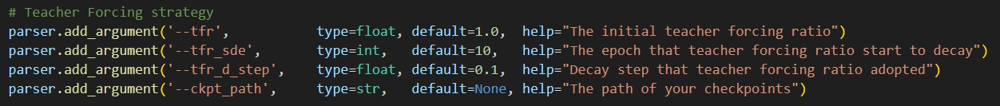 # Teacher Forcing strategy
parser.add_argument('--tfr',           type=float, default=1.0,  help="The initial teacher forcing ratio")
parser.add_argument('--tfr_sde',       type=int,   default=10,   help="The epoch that teacher forcing ratio start to decay")
parser.add_argument('--tfr_d_step',    type=float, default=0.1,  help="Decay step that teacher forcing ratio adopted")
parser.add_argument('--ckpt_path',     type=str,   default=None, help="The path of your checkpoints")